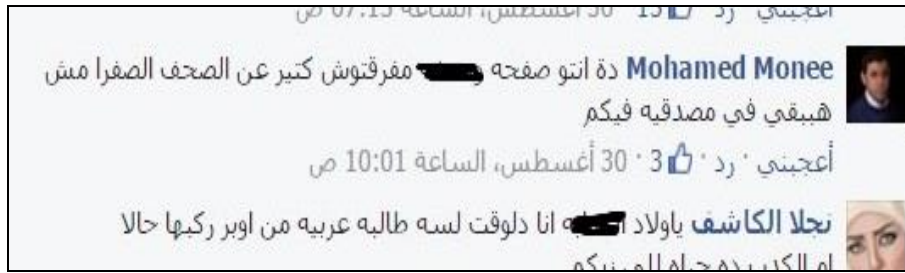 أعجبني · رد · 15 · 30 أغسطس، الساعة 07:15 ص
Mohamed Monee دة انتو صفحه مفرقتوش كتير عن الصحف الصفرا مش
هيبقي في مصدقيه فيكم
أعجبني · رد · 3 · 30 أغسطس، الساعة 10:01 ص
نجلا الكاشف ياولاد انا دلوقت لسه طالبه عربيه من اوبر ركبها حالا